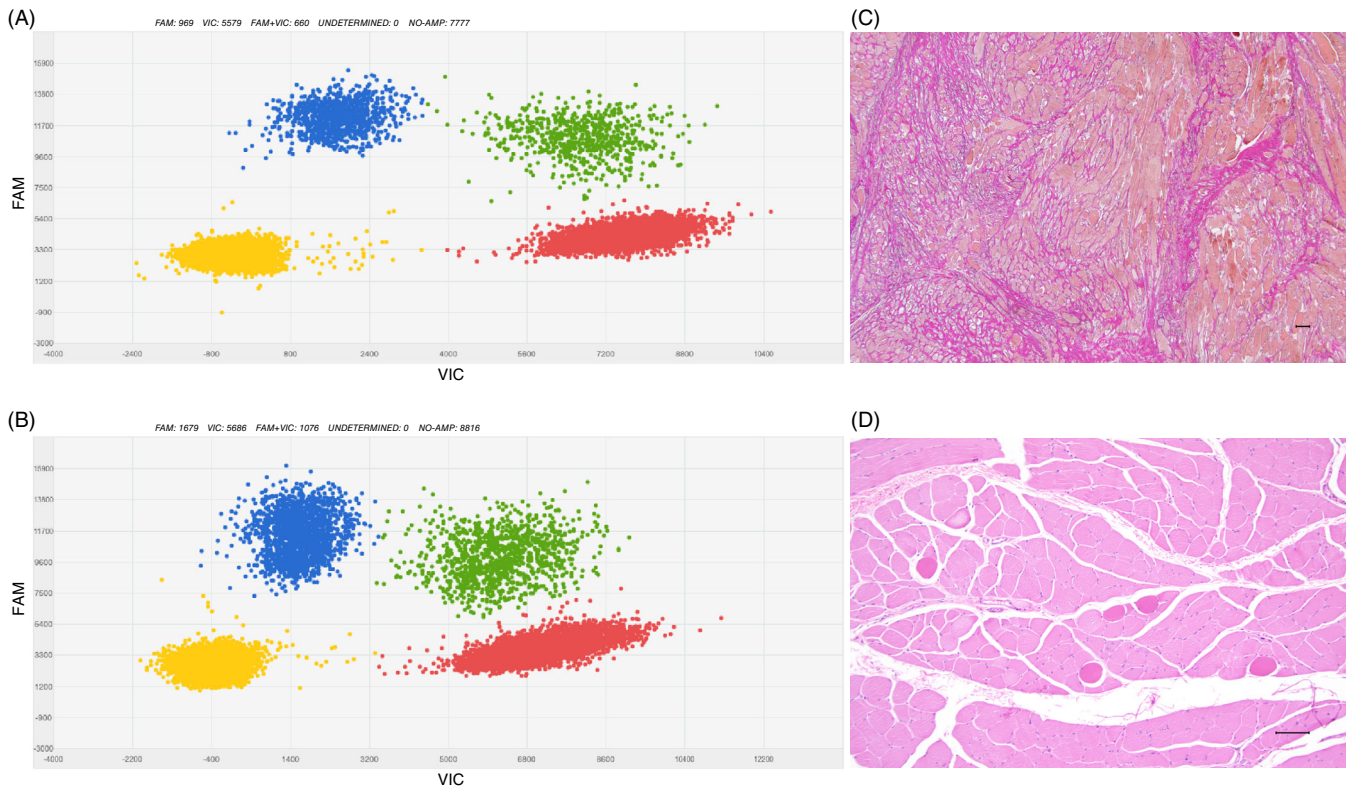 (A)
FAM: 969 VIC: 5579 FAM+VIC: 660 UNDETERMINED: 0 NO-AMP: 7777
FAM
15900
13800
11700
9600
7500
5400
3300
1200
-900
-3000
-4000 -2400 -800 800 2400 4000 5600 7200 8800 10400
VIC
(B)
FAM: 1679 VIC: 5686 FAM+VIC: 1076 UNDETERMINED: 0 NO-AMP: 8816
FAM
15900
13800
11700
9600
7500
5400
3300
1200
-900
-3000
-4000 -2200 -400 1400 3200 5000 6800 8600 10400 12200
VIC
(C)
(D)